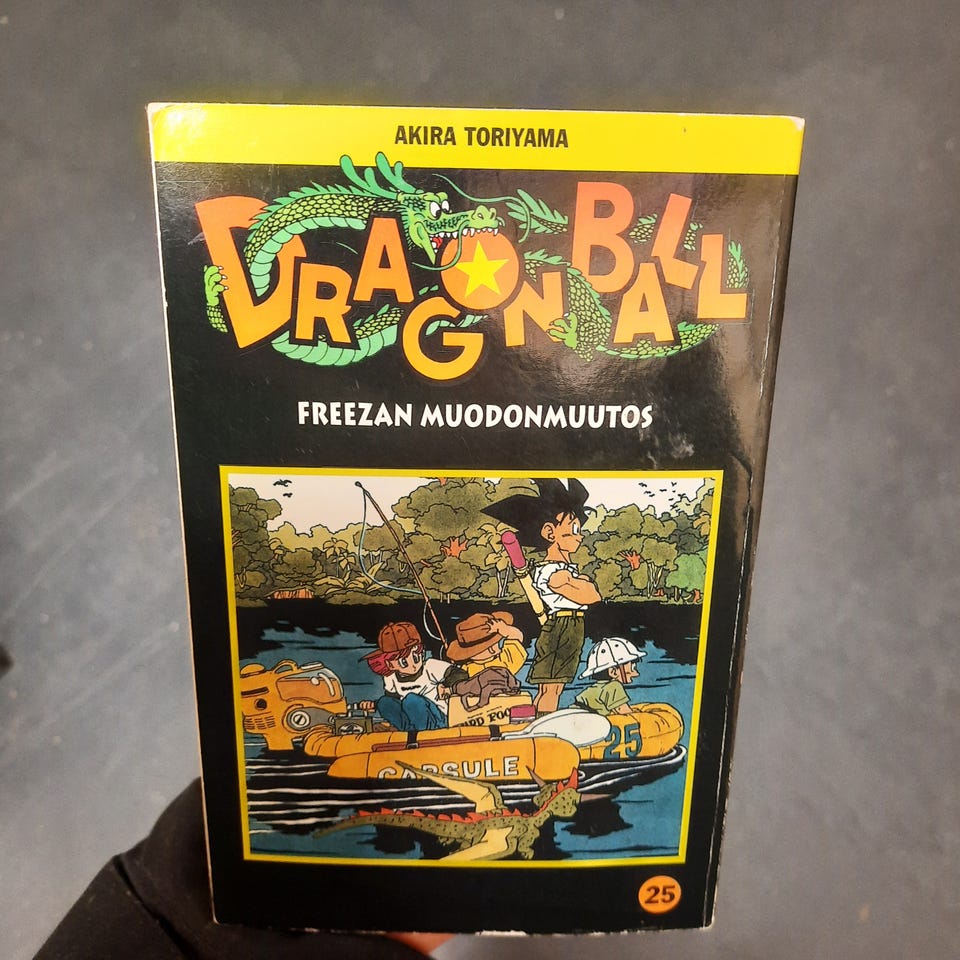 AKIRA TORIYAMA
DRAGON BALL
FREEZAN MUODONMUUTOS
25
CAPSULE
25